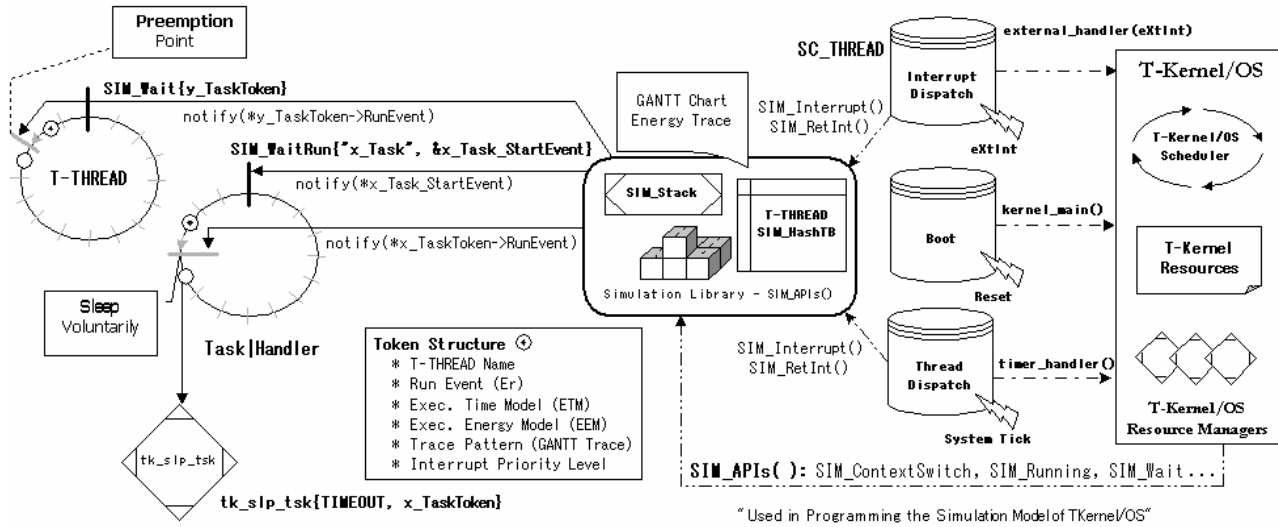 Preemption
Point
SIM_Wait{y_TaskToken}
notify(*y_TaskToken->RunEvent)
T-THREAD
SIM_WaitRun{"x_Task", &x_Task_StartEvent}
notify(*x_Task_StartEvent)
notify(*x_TaskToken->RunEvent)
Sleep
Voluntarily
Task|Handler
tk_slp_tsk
tk_slp_tsk{TIMEOUT, x_TaskToken}
Token Structure
* T-THREAD Name
* Run Event (Er)
* Exec. Time Model (ETM)
* Exec. Energy Model (EEM)
* Trace Pattern (GANTT Trace)
* Interrupt Priority Level
GANTT Chart
Energy Trace
SIM_Stack
T-THREAD
SIM_HashTB
Simulation Library - SIM_APIs()
SC_THREAD
SIM_Interrupt()
SIM_RetInt()
Interrupt
Dispatch
eXtInt
external_handler(eXtInt)
Boot
Reset
kernel_main()
SIM_Interrupt()
SIM_RetInt()
Thread
Dispatch
System Tick
timer_handler()
T-Kernel/OS
T-Kernel/OS
Scheduler
T-Kernel
Resources
T-Kernel/OS
Resource Managers
SIM_APIs( ): SIM_ContextSwitch, SIM_Running, SIM_Wait...
"Used in Programming the Simulation Model of TKernel/OS"